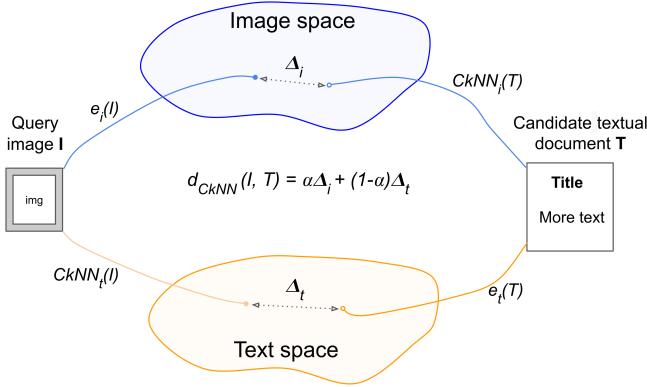 Image space
Δi
CkNNi(T)
ei(I)
Query
image I
Candidate textual
document T
img
dCkNN(I, T) = αΔi + (1-α)Δt
Title
More text
CkNNt(I)
Δt
et(T)
Text space